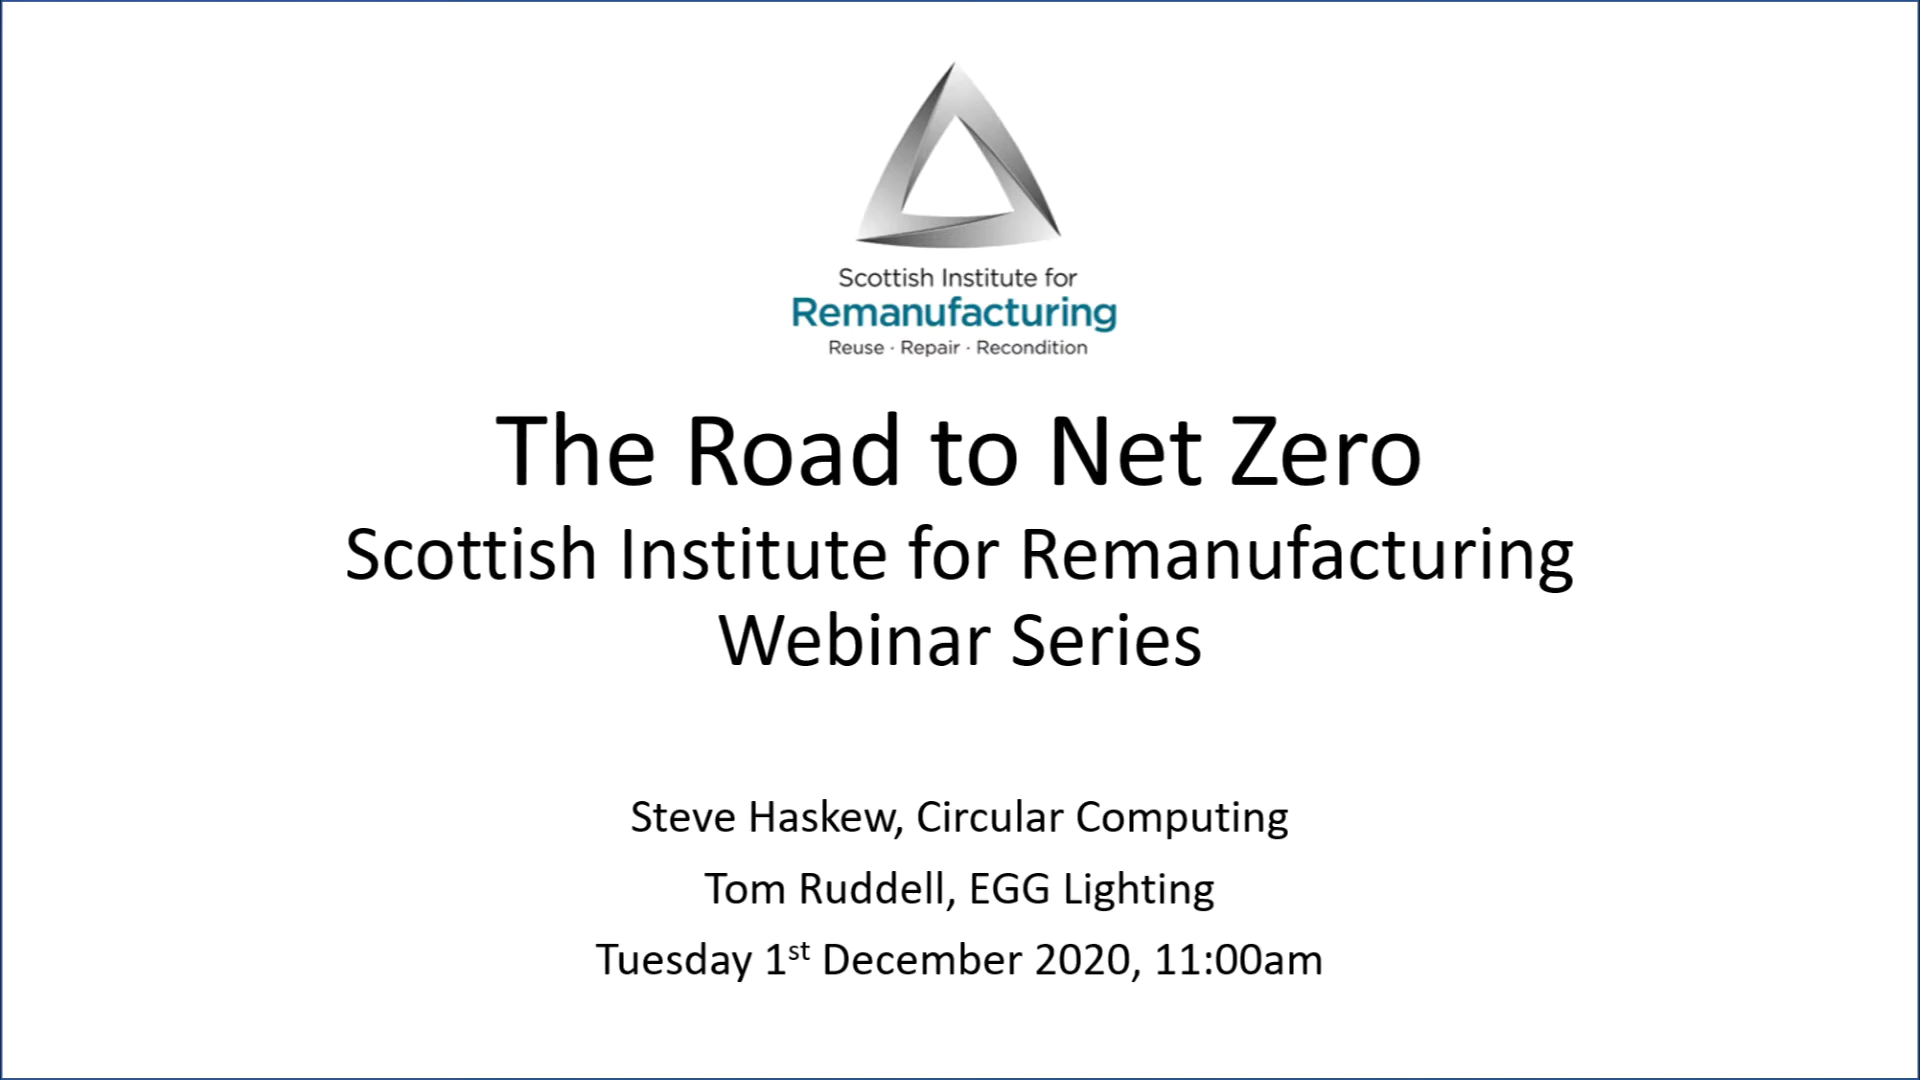 Scottish Institute for
Remanufacturing
Reuse · Repair · Recondition
The Road to Net Zero
Scottish Institute for Remanufacturing
Webinar Series
Steve Haskew, Circular Computing
Tom Ruddell, EGG Lighting
Tuesday 1st December 2020, 11:00am